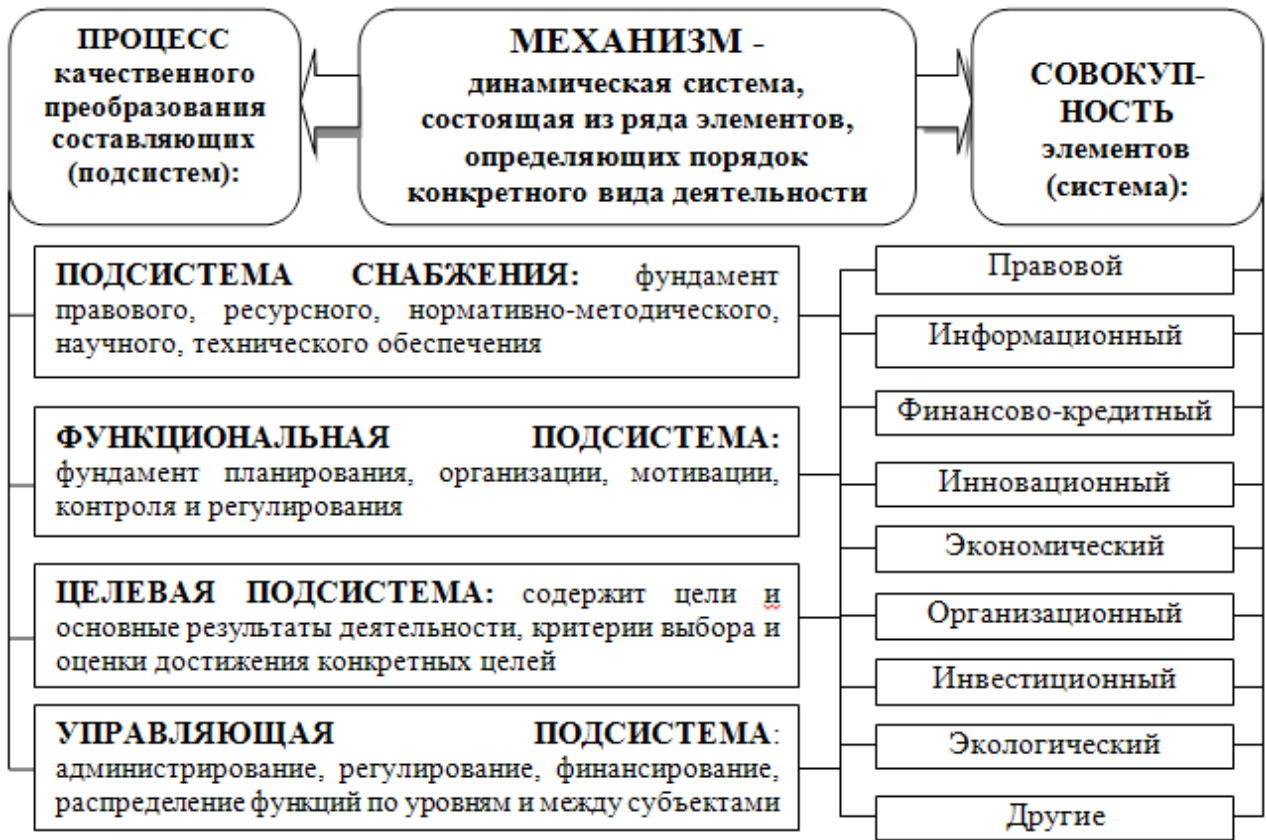 ПРОЦЕСС
качественного
преобразования
составляющих
(подсистем):
МЕХАНИЗМ -
динамическая система,
состоящая из ряда элементов,
определяющих порядок
конкретного вида деятельности
СОВОКУП-
НОСТЬ
элементов
(система):
ПОДСИСТЕМА СНАБЖЕНИЯ: фундамент
правового, ресурсного, нормативно-методического,
научного, технического обеспечения
ФУНКЦИОНАЛЬНАЯ ПОДСИСТЕМА:
фундамент планирования, организации, мотивации,
контроля и регулирования
ЦЕЛЕВАЯ ПОДСИСТЕМА: содержит цели и
основные результаты деятельности, критерии выбора и
оценки достижения конкретных целей
УПРАВЛЯЮЩАЯ ПОДСИСТЕМА:
администрирование, регулирование, финансирование,
распределение функций по уровням и между субъектами
Правовой
Информационный
Финансово-кредитный
Инновационный
Экономический
Организационный
Инвестиционный
Экологический
Другие